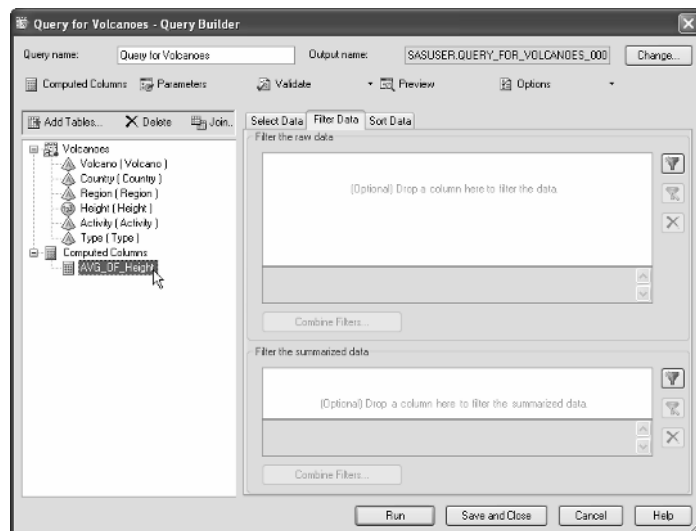 Query for Volcanoes - Query Builder
Query name: Query for Volcanoes Output name: SASUSER.QUERY_FOR_VOLCANOES_000 Change...
Computed Columns Parameters Validate Preview Options
Add Tables... Delete Join..
Select Data Filter Data Sort Data
Volcanoes
Volcano ( Volcano )
Country ( Country )
Region ( Region )
Height ( Height )
Activity ( Activity )
Type ( Type )
Computed Columns
AVG_OF_Height
Filter the raw data
(Optional) Drop a column here to filter the data.
Combine Filters...
Filter the summarized data
(Optional) Drop a column here to filter the summarized data.
Combine Filters...
Run Save and Close Cancel Help